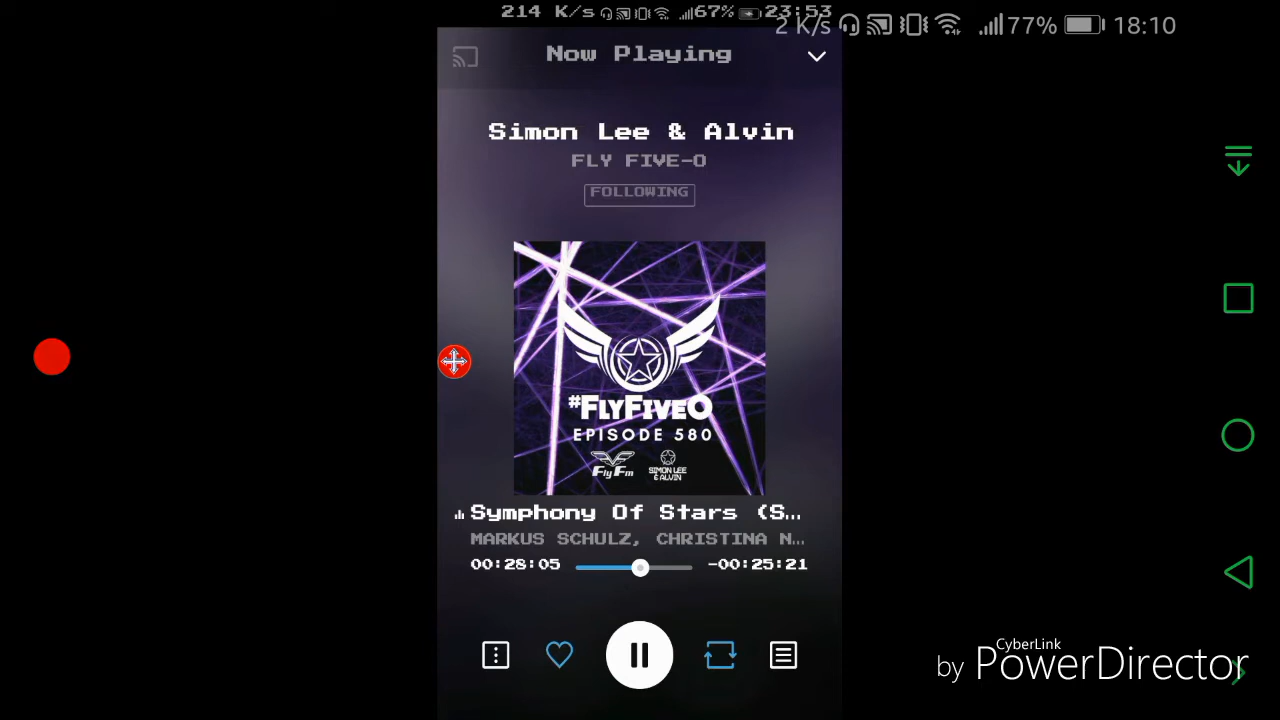 214 K/s 67% 23:53
2 K/s 77% 18:10
Now Playing
Simon Lee & Alvin
FLY FIVE-O
FOLLOWING
#FLYFIVEO
EPISODE 580
Fly Fm
SIMON LEE
& ALVIN
Symphony Of Stars (S...
MARKUS SCHULZ, CHRISTINA N...
00:28:05 -00:25:21
CyberLink
by PowerDirector